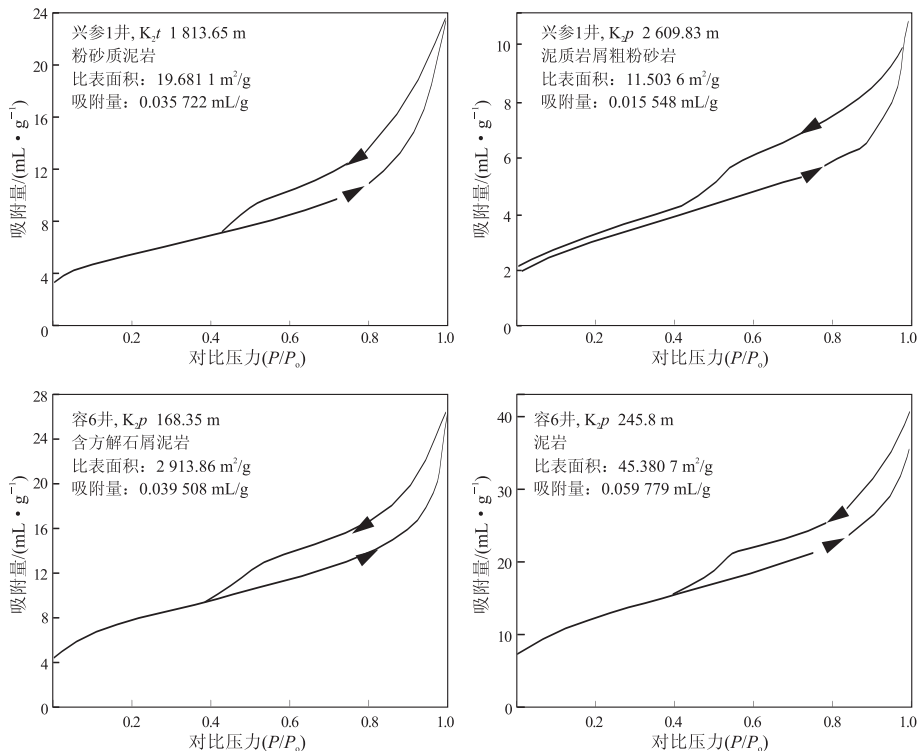 24
20
16
12
8
4
0
吸附量/(mL·g⁻¹)
兴参1井, K₂t 1 813.65 m
粉砂质泥岩
比表面积：19.681 1 m²/g
吸附量：0.035 722 mL/g
0.2 0.4 0.6 0.8 1.0
对比压力(P/Pₒ)
10
8
6
4
2
0
吸附量/(mL·g⁻¹)
兴参1井, K₂p 2 609.83 m
泥质岩屑粗粉砂岩
比表面积：11.503 6 m²/g
吸附量：0.015 548 mL/g
0.2 0.4 0.6 0.8 1.0
对比压力(P/Pₒ)
28
24
20
16
12
8
4
0
吸附量/(mL·g⁻¹)
容6井, K₂p 168.35 m
含方解石屑泥岩
比表面积：2 913.86 m²/g
吸附量：0.039 508 mL/g
0.2 0.4 0.6 0.8 1.0
对比压力(P/Pₒ)
40
30
20
10
0
吸附量/(mL·g⁻¹)
容6井, K₂p 245.8 m
泥岩
比表面积：45.380 7 m²/g
吸附量：0.059 779 mL/g
0.2 0.4 0.6 0.8 1.0
对比压力(P/Pₒ)